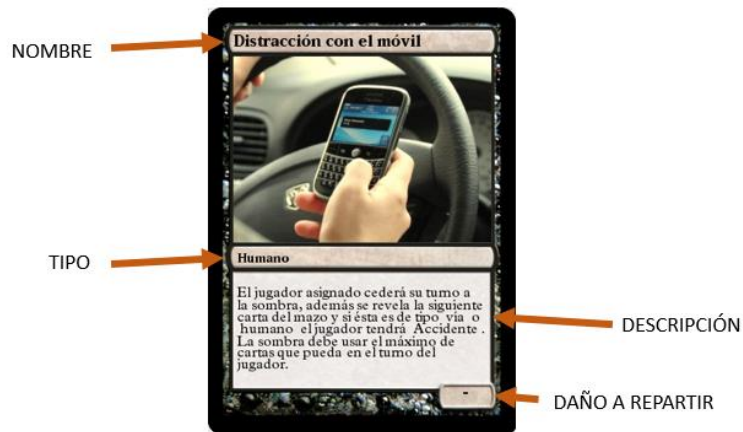 NOMBRE
Distracción con el móvil
TIPO
Humano
El jugador asignado cederá su turno a
la sombra, además se revela la siguiente
carta del mazo y si ésta es de tipo vía o
humano el jugador tendrá Accidente .
La sombra debe usar el máximo de
cartas que pueda en el turno del
jugador.
DESCRIPCIÓN
-
DAÑO A REPARTIR